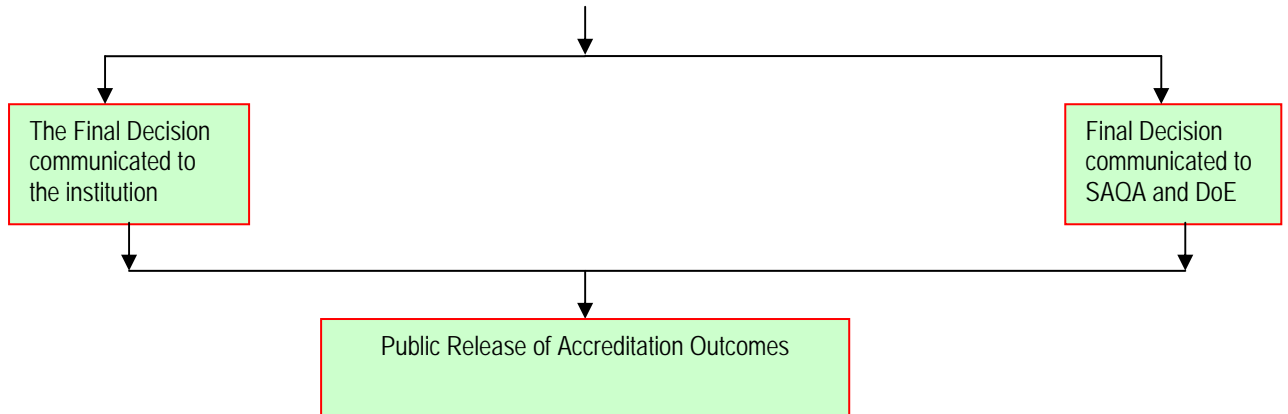 The Final Decision
communicated to
the institution
Final Decision
communicated to
SAQA and DoE
Public Release of Accreditation Outcomes